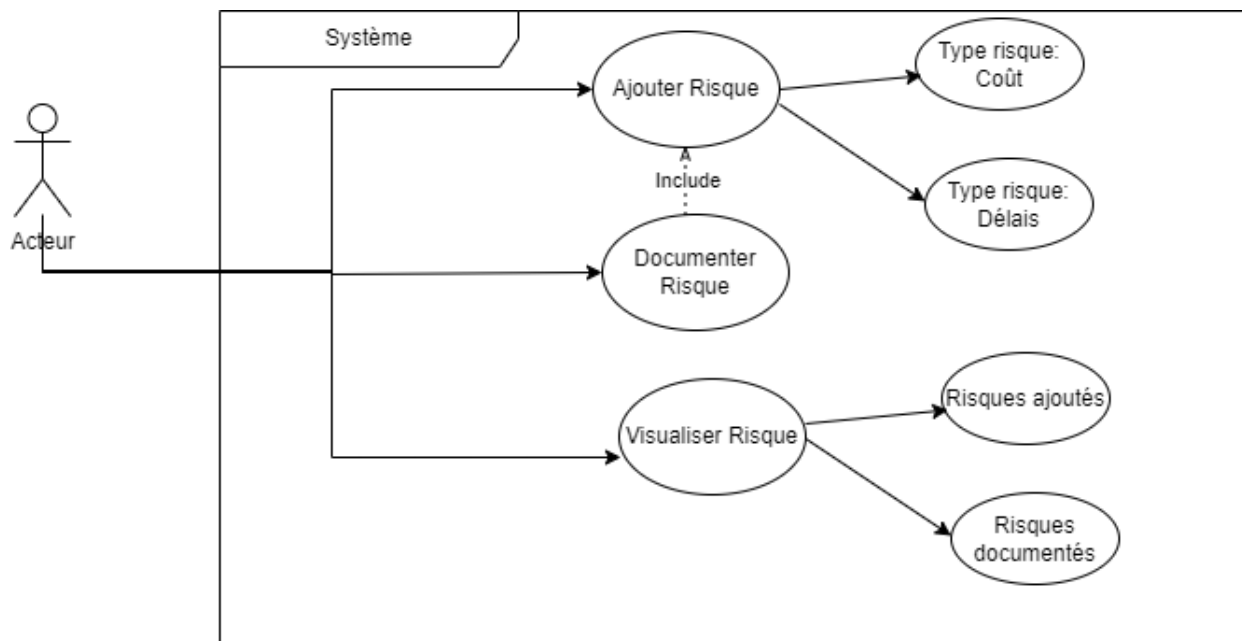 Système
Acteur
Ajouter Risque
Type risque:
Coût
Include
Type risque:
Délais
Documenter
Risque
Visualiser Risque
Risques ajoutés
Risques
documentés